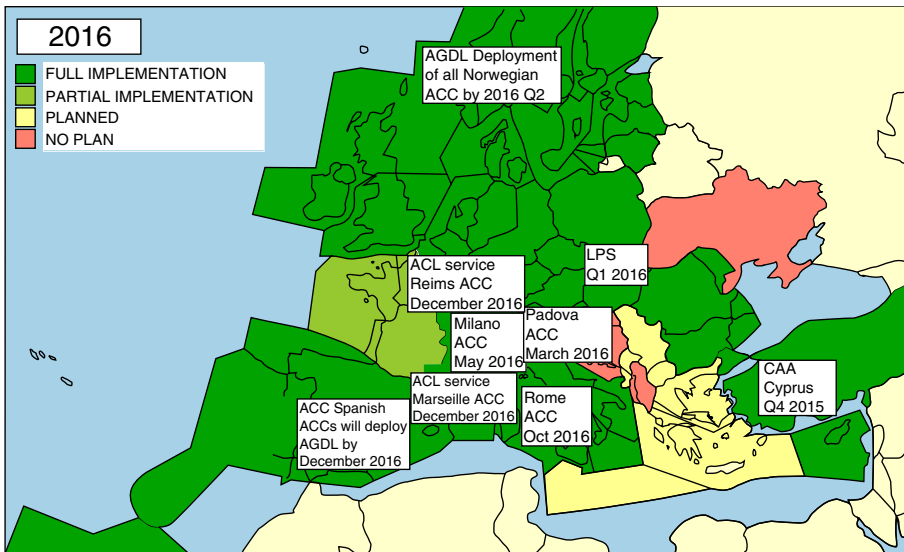 2016
FULL IMPLEMENTATION
PARTIAL IMPLEMENTATION
PLANNED
NO PLAN
AGDL Deployment
of all Norwegian
ACC by 2016 Q2
LPS
Q1 2016
ACL service
Reims ACC
December 2016
Milano
ACC
May 2016
Padova
ACC
March 2016
CAA
Cyprus
Q4 2015
ACL service
Marseille ACC
December 2016
Rome
ACC
Oct 2016
ACC Spanish
ACCs will deploy
AGDL by
December 2016